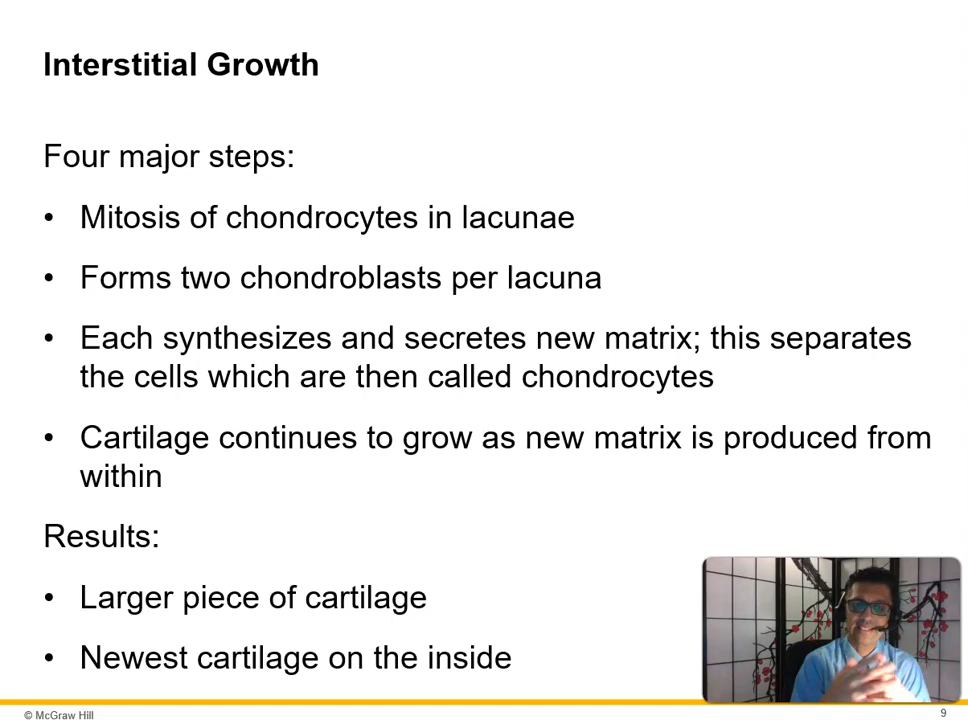 Interstitial Growth
Four major steps:
• Mitosis of chondrocytes in lacunae
• Forms two chondroblasts per lacuna
• Each synthesizes and secretes new matrix; this separates
the cells which are then called chondrocytes
• Cartilage continues to grow as new matrix is produced from
within
Results:
• Larger piece of cartilage
• Newest cartilage on the inside
© McGraw Hill
9